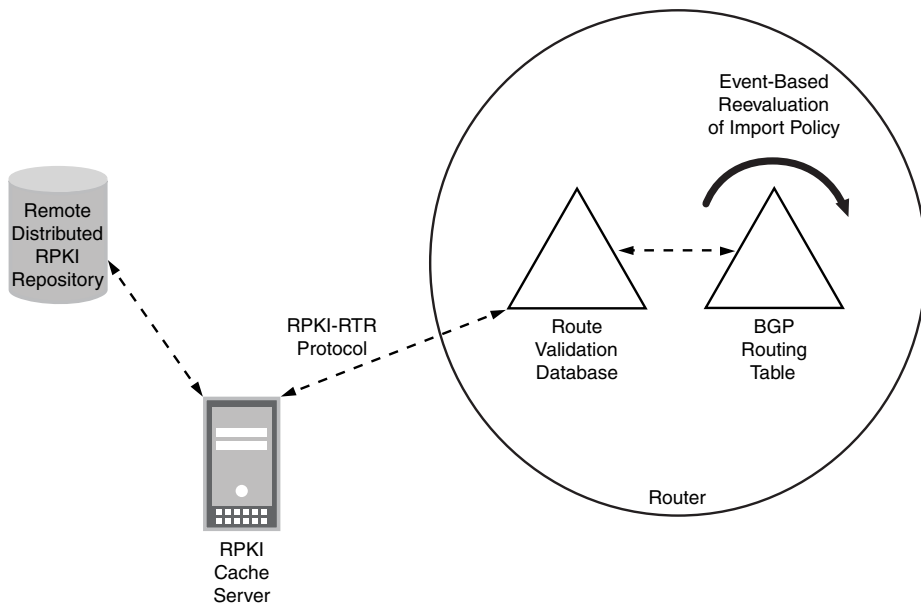 Event-Based
Reevaluation
of Import Policy
Remote
Distributed
RPKI
Repository
RPKI-RTR
Protocol
Route
Validation
Database
BGP
Routing
Table
Router
RPKI
Cache
Server